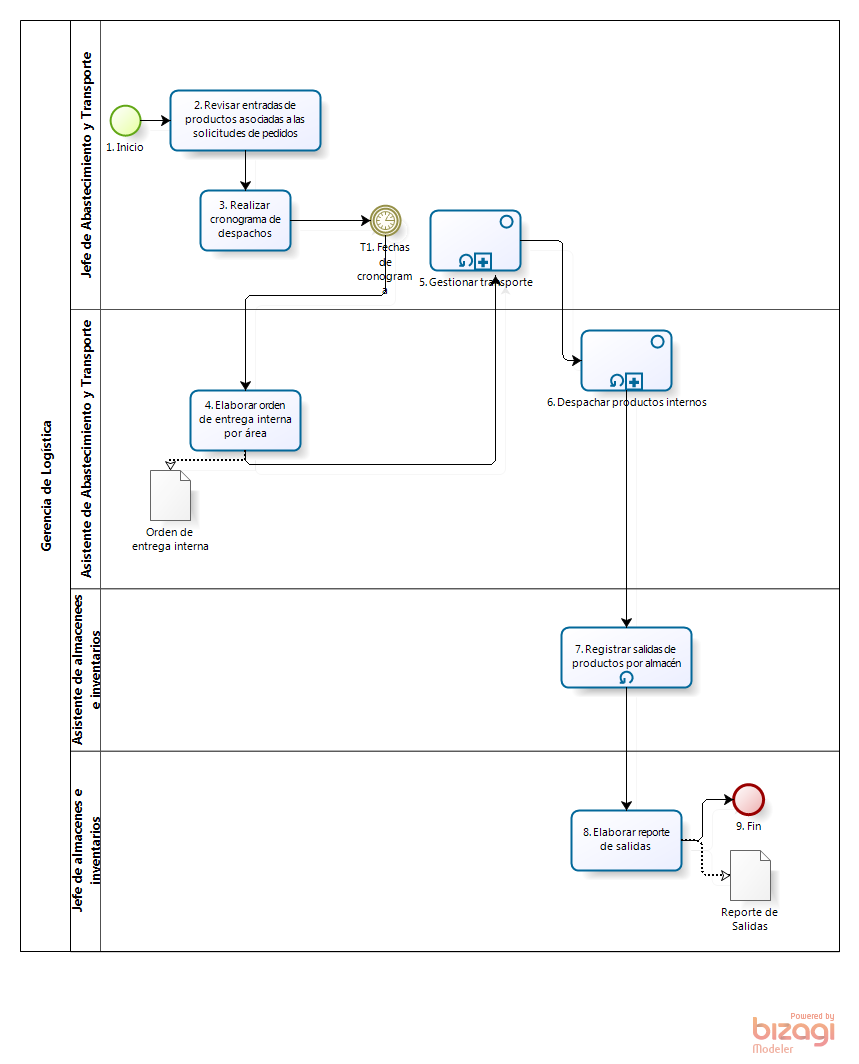 Gerencia de Logística
Jefe de Abastecimiento y Transporte
1. Inicio
2. Revisar entradas de
productos asociadas a las
solicitudes de pedidos
3. Realizar
cronograma de
despachos
T1. Fechas
de
cronogram
a
5. Gestionar transporte
Asistente de Abastecimiento y Transporte
4. Elaborar orden
de entrega interna
por área
Orden de
entrega interna
6. Despachar productos internos
Asistente de almacenees
e inventarios
7. Registrar salidas de
productos por almacén
Jefe de almacenes e
inventarios
8. Elaborar reporte
de salidas
9. Fin
Reporte de
Salidas
Powered by
bizagi
Modeler